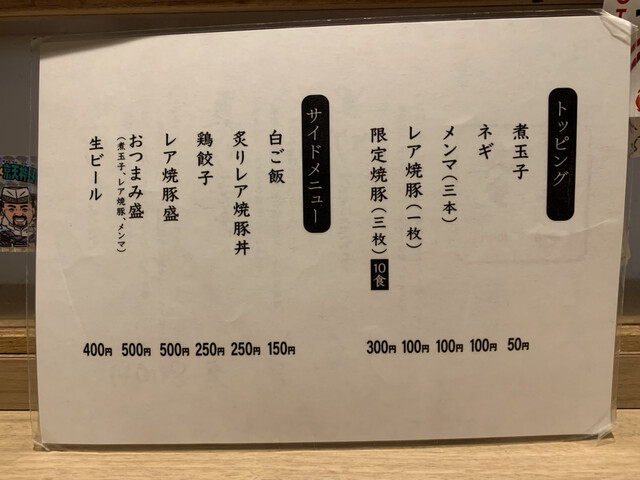 トッピング
煮玉子 50円
ネギ 100円
メンマ（三本） 100円
レア焼豚（一枚） 100円
限定焼豚（三枚） 10食 300円
サイドメニュー
白ご飯 150円
炙りレア焼豚丼 250円
鶏餃子 250円
レア焼豚盛 500円
おつまみ盛 500円
（煮玉子、レア焼豚、メンマ）
生ビール 400円